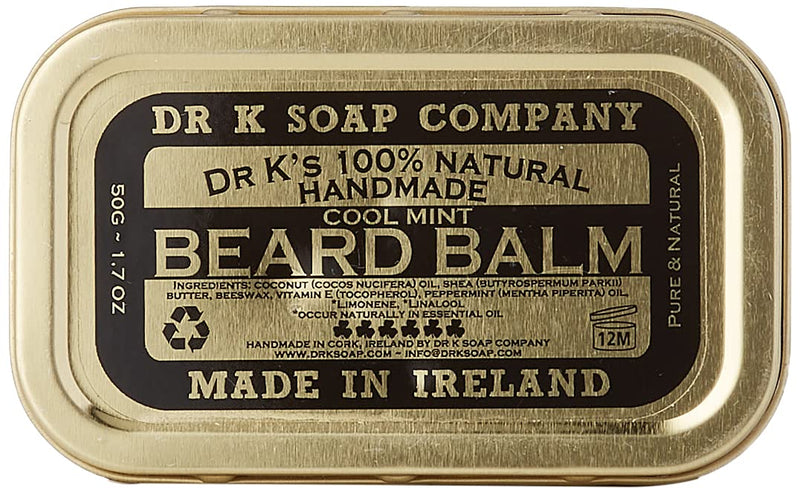 DR K SOAP COMPANY
DR K'S 100% NATURAL
HANDMADE
COOL MINT
BEARD BALM
INGREDIENTS: COCONUT (COCOS NUCIFERA) OIL, SHEA (BUTYROSPERMUM PARKII)
BUTTER, BEESWAX, VITAMIN E (TOCOPHEROL), PEPPERMINT (MENTHA PIPERITA) OIL,
*LIMONENE, *LINALOOL
*OCCUR NATURALLY IN ESSENTIAL OIL
12M
HANDMADE IN CORK, IRELAND BY DR K SOAP COMPANY
WWW.DRKSOAP.COM ~ INFO@DRKSOAP.COM
MADE IN IRELAND
50G ~ 1.7 OZ
PURE & NATURAL